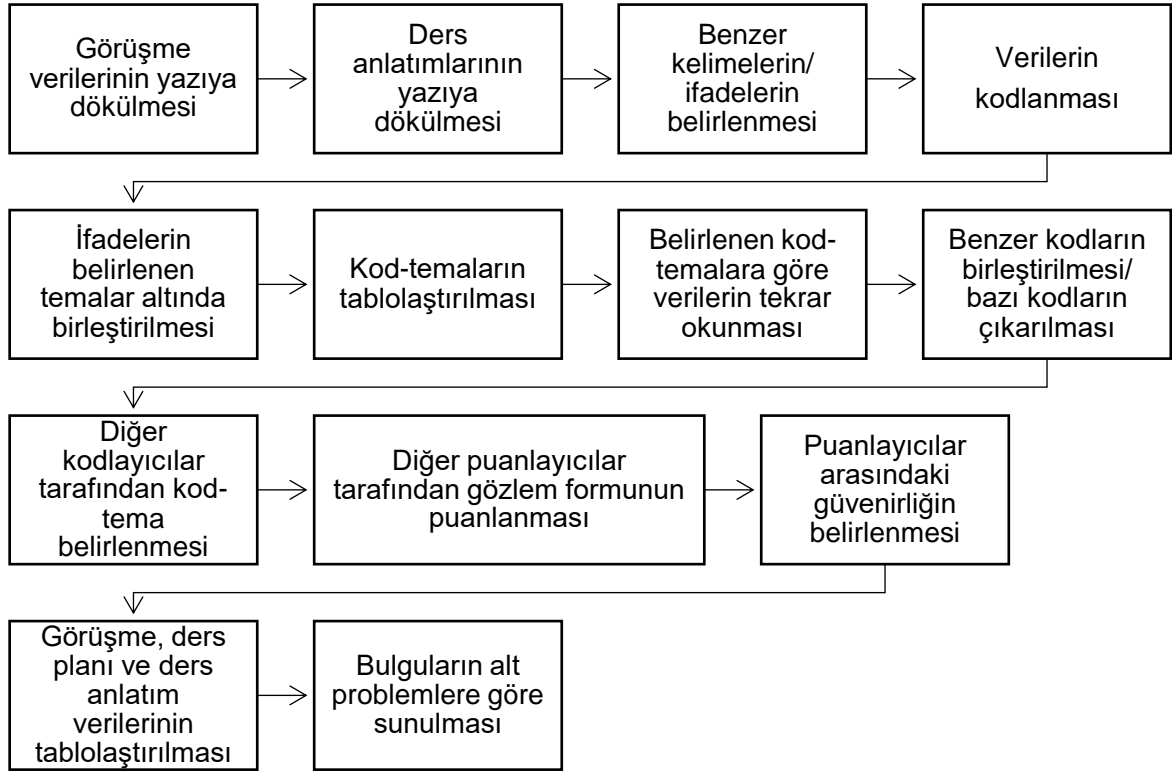 Görüşme
verilerinin yazıya
dökülmesi
Ders
anlatımlarının
yazıya
dökülmesi
Benzer
kelimelerin/
ifadelerin
belirlenmesi
Verilerin
kodlanması
İfadelerin
belirlenen
temalar altında
birleştirilmesi
Kod-temaların
tablolaştırılması
Belirlenen kod-
temalara göre
verilerin tekrar
okunması
Benzer kodların
birleştirilmesi/
bazı kodların
çıkarılması
Diğer
kodlayıcılar
tarafından kod-
tema
belirlenmesi
Diğer puanlayıcılar
tarafından gözlem formunun
puanlanması
Puanlayıcılar
arasındaki
güvenirliğin
belirlenmesi
Görüşme, ders
planı ve ders
anlatım
verilerinin
tablolaştırılması
Bulguların alt
problemlere göre
sunulması